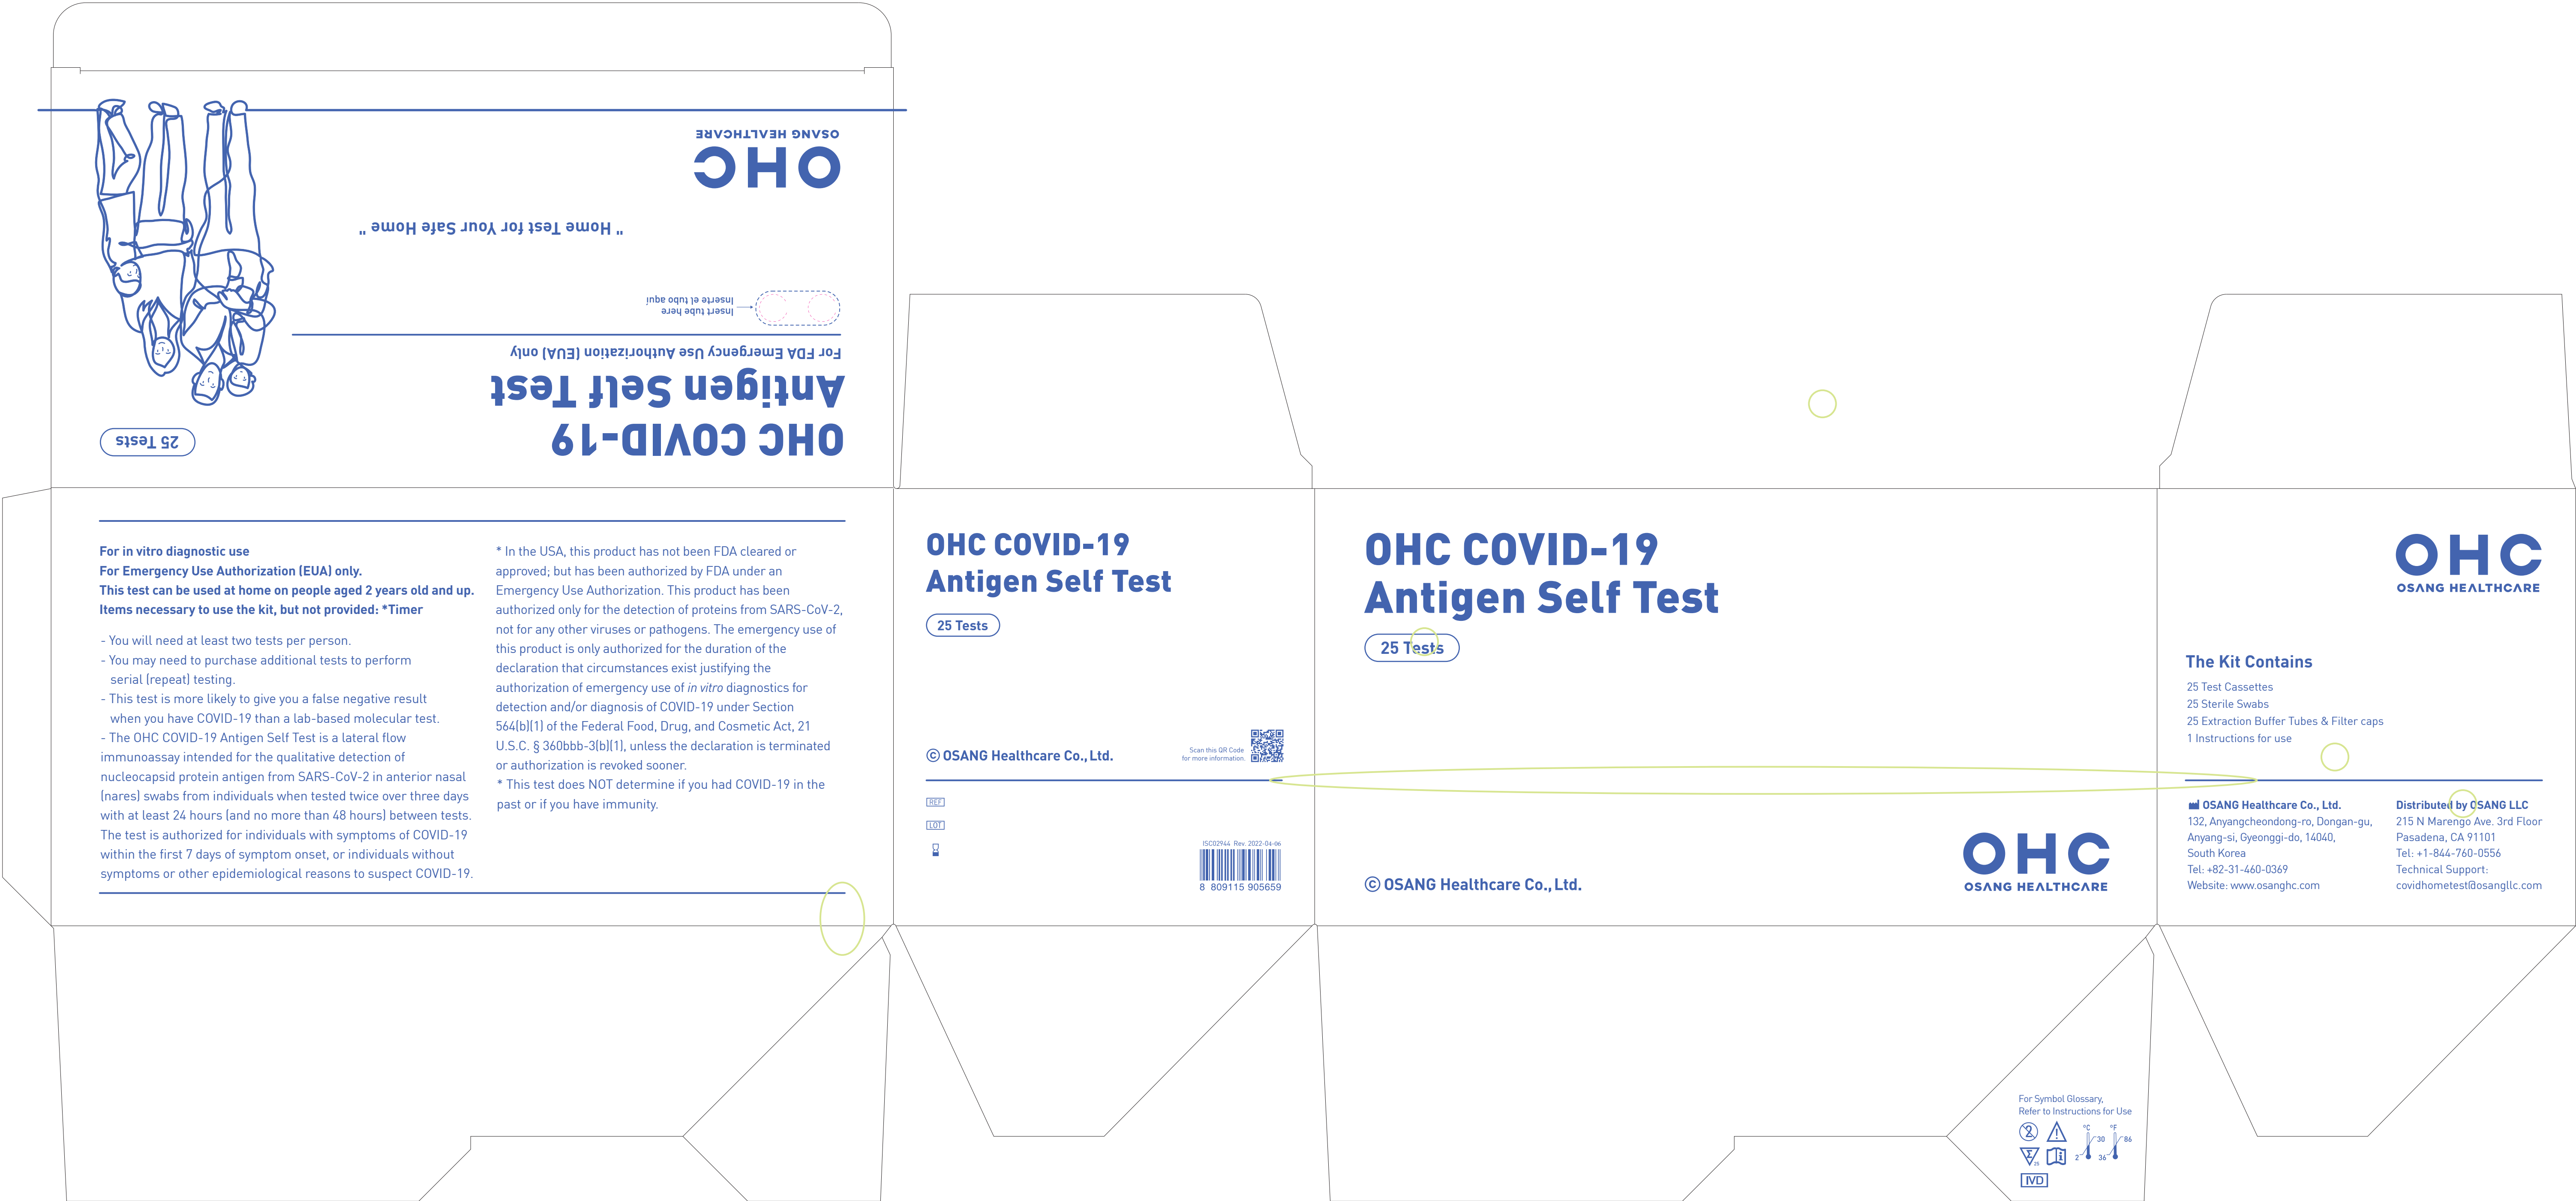 OHC COVID-19
Antigen Self Test
25 Tests
For FDA Emergency Use Authorization (EUA) only
Insert tube here
Inserte el tubo aqui
" Home Test for Your Safe Home "
OHC
OSANG HEALTHCARE
For in vitro diagnostic use
For Emergency Use Authorization (EUA) only.
This test can be used at home on people aged 2 years old and up.
Items necessary to use the kit, but not provided: *Timer
- You will need at least two tests per person.
- You may need to purchase additional tests to perform
serial (repeat) testing.
- This test is more likely to give you a false negative result
when you have COVID-19 than a lab-based molecular test.
- The OHC COVID-19 Antigen Self Test is a lateral flow
immunoassay intended for the qualitative detection of
nucleocapsid protein antigen from SARS-CoV-2 in anterior nasal
(nares) swabs from individuals when tested twice over three days
with at least 24 hours (and no more than 48 hours) between tests.
The test is authorized for individuals with symptoms of COVID-19
within the first 7 days of symptom onset, or individuals without
symptoms or other epidemiological reasons to suspect COVID-19.
* In the USA, this product has not been FDA cleared or
approved; but has been authorized by FDA under an
Emergency Use Authorization. This product has been
authorized only for the detection of proteins from SARS-CoV-2,
not for any other viruses or pathogens. The emergency use of
this product is only authorized for the duration of the
declaration that circumstances exist justifying the
authorization of emergency use of in vitro diagnostics for
detection and/or diagnosis of COVID-19 under Section
564(b)(1) of the Federal Food, Drug, and Cosmetic Act, 21
U.S.C. § 360bbb-3(b)(1), unless the declaration is terminated
or authorization is revoked sooner.
* This test does NOT determine if you had COVID-19 in the
past or if you have immunity.
OHC COVID-19
Antigen Self Test
25 Tests
© OSANG Healthcare Co., Ltd.
Scan this QR Code
for more information.
REF
LOT
ISC02944 Rev. 2022-04-06
8 809115 905659
OHC COVID-19
Antigen Self Test
25 Tests
© OSANG Healthcare Co., Ltd.
OHC
OSANG HEALTHCARE
OHC
OSANG HEALTHCARE
The Kit Contains
25 Test Cassettes
25 Sterile Swabs
25 Extraction Buffer Tubes & Filter caps
1 Instructions for use
OSANG Healthcare Co., Ltd.
132, Anyangcheondong-ro, Dongan-gu,
Anyang-si, Gyeonggi-do, 14040,
South Korea
Tel: +82-31-460-0369
Website: www.osanghc.com
Distributed by OSANG LLC
215 N Marengo Ave. 3rd Floor
Pasadena, CA 91101
Tel: +1-844-760-0556
Technical Support:
covidhometest@osangllc.com
For Symbol Glossary,
Refer to Instructions for Use
2
°C
30
2
°F
86
36
Σ
25
i
IVD